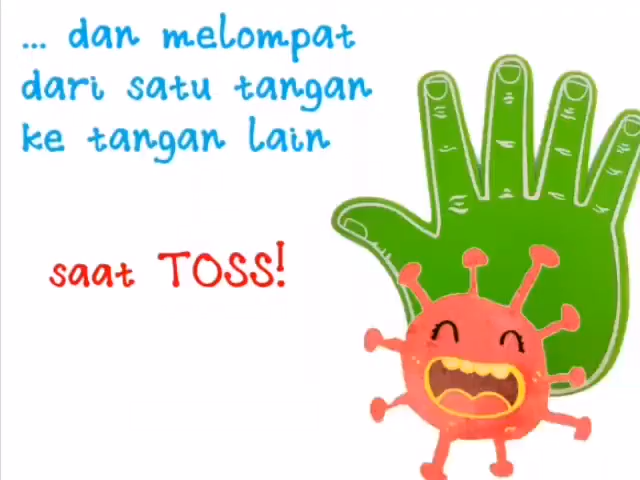 ... dan melompat
dari satu tangan
ke tangan lain
saat TOSS!